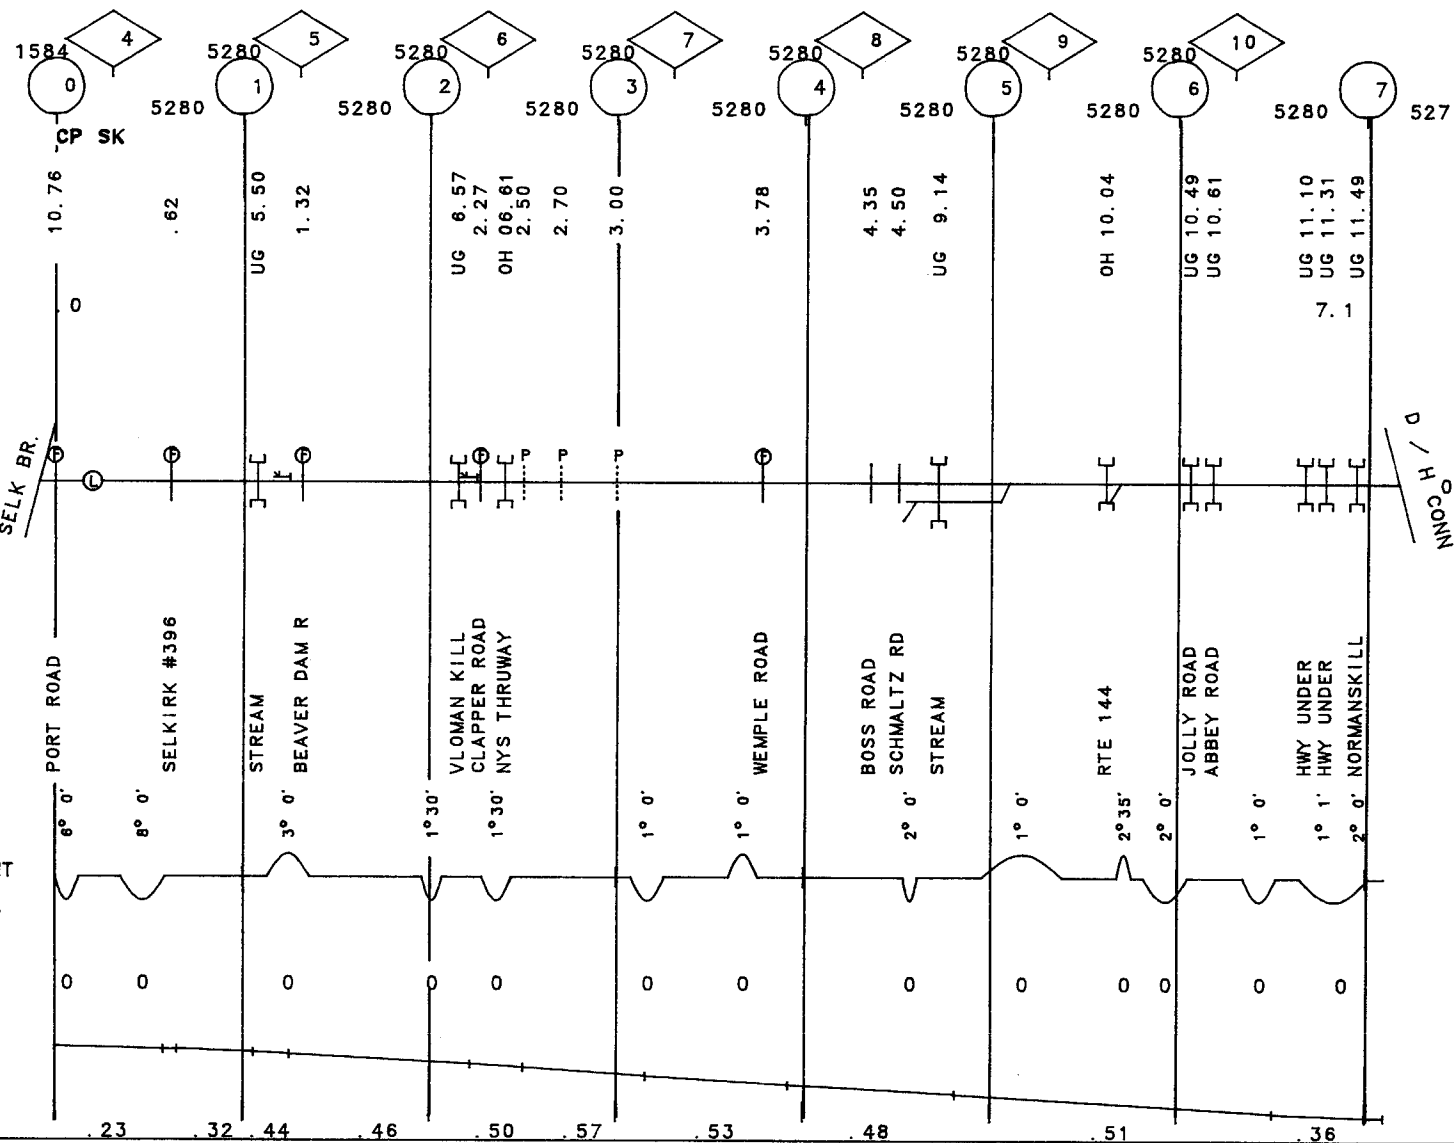 4 5 6 7 8 9 10
1584 5280 5280 5280 5280 5280 5280
0 1 2 3 4 5 6 7
5280 5280 5280 5280 5280 5280 527
CP SK
10.76
.62
UG 5.50
1.32
UG 6.57
2.27
OH 06.61
2.50
2.70
3.00
3.78
4.35
4.50
UG 9.14
OH 10.04
UG 10.49
UG 10.61
UG 11.10
UG 11.31
UG 11.49
.0
7.1
SELK BR.
F F F F P P P F
L
D / H CONN
0
PORT ROAD
SELKIRK #396
STREAM
BEAVER DAM R
VLOMAN KILL
CLAPPER ROAD
NYS THRUWAY
WEMPLE ROAD
BOSS ROAD
SCHMALTZ RD
STREAM
RTE 144
JOLLY ROAD
ABBEY ROAD
HWY UNDER
HWY UNDER
NORMANSKILL
6° 0'
8° 0'
3° 0'
1°30'
1°30'
1° 0'
1° 0'
2° 0'
1° 0'
2°35'
2° 0'
1° 0'
1° 1'
2° 0'
0 0 0 0 0 0 0 0 0 0 0 0 0
.23 .32 .44 .46 .50 .57 .53 .48 .51 .36